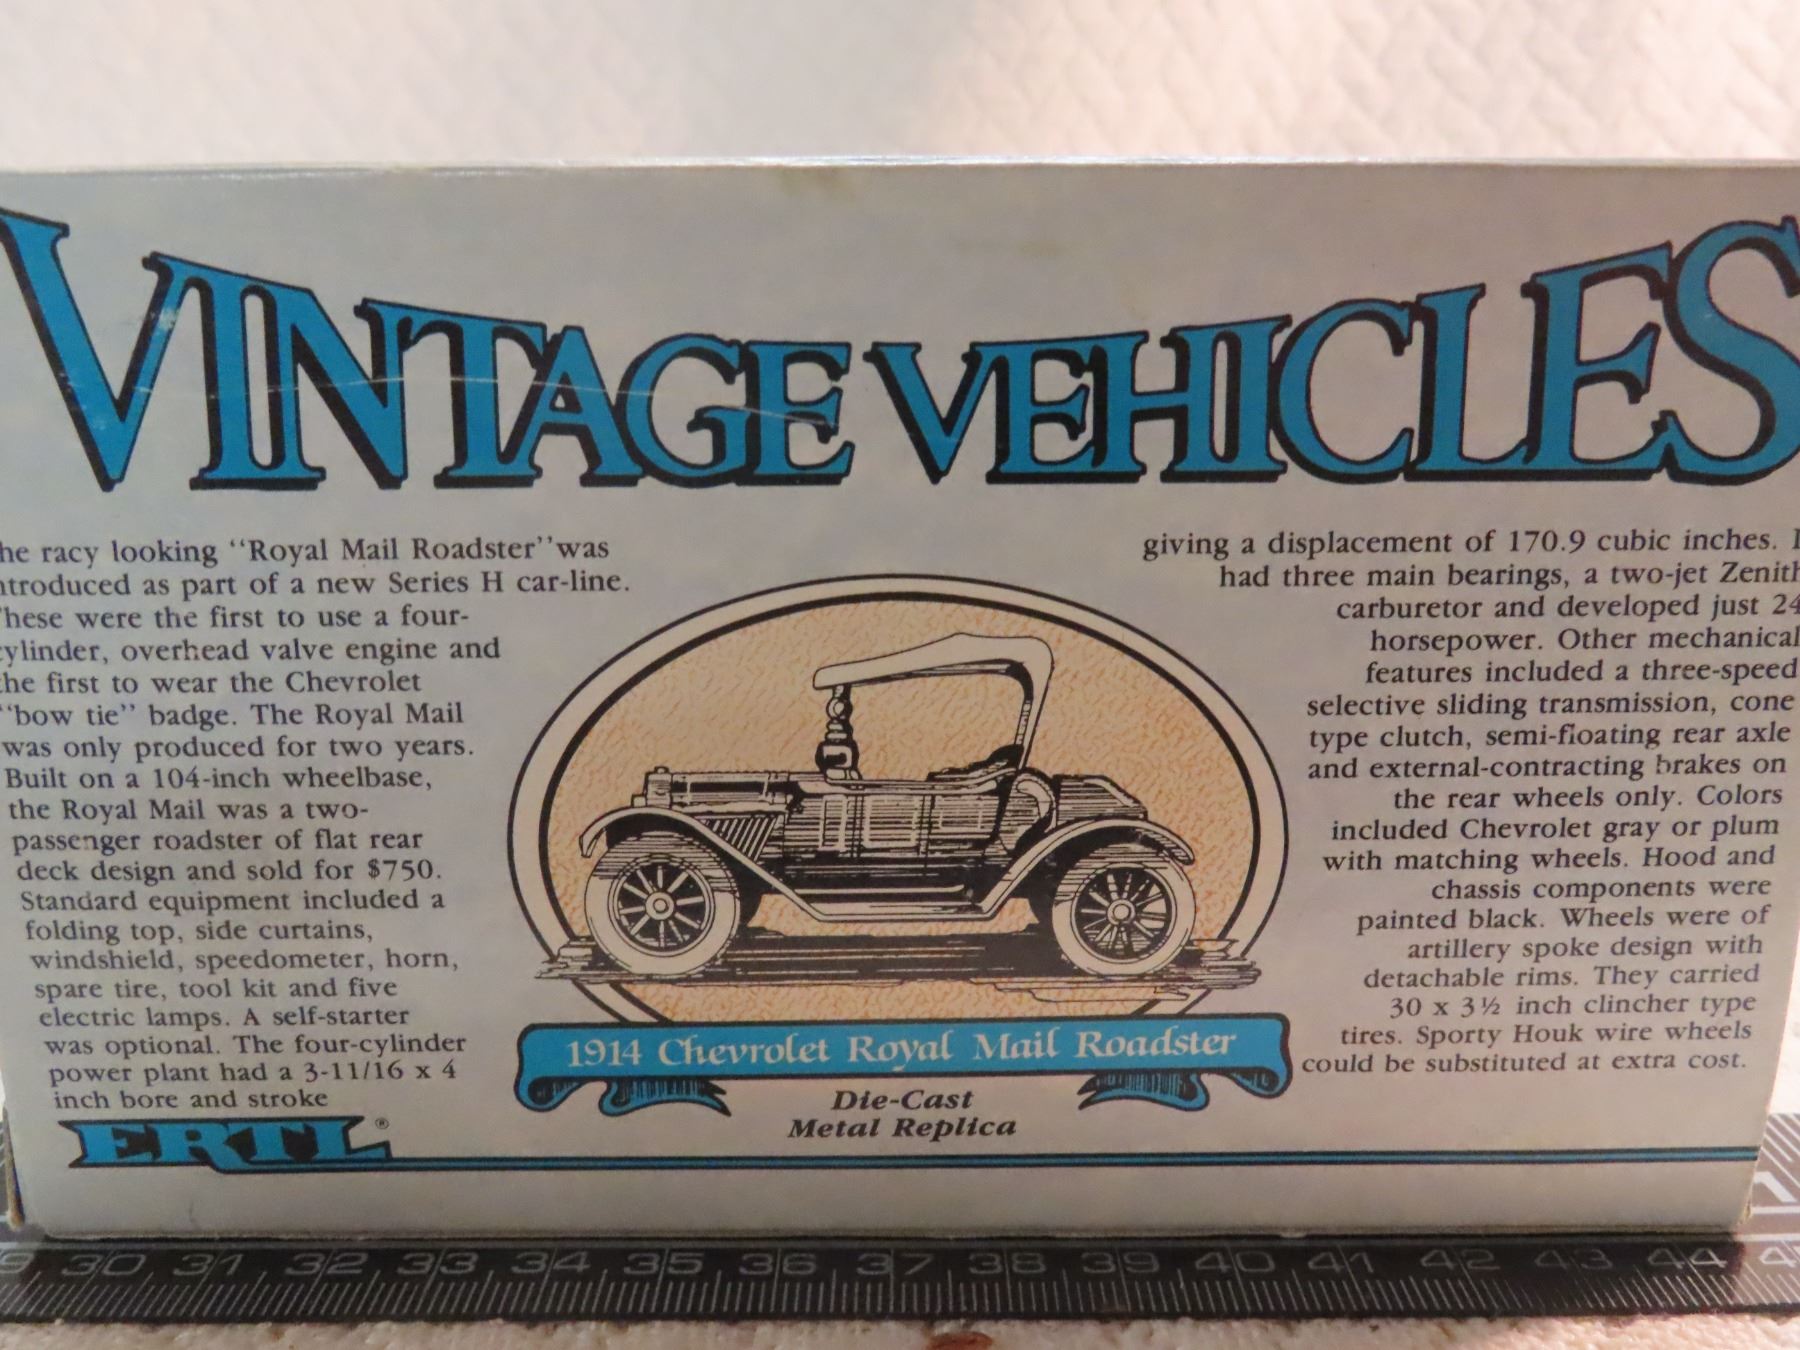 VINTAGE VEHICLES
he racy looking "Royal Mail Roadster" was
ntroduced as part of a new Series H car-line.
hese were the first to use a four-
ylinder, overhead valve engine and
he first to wear the Chevrolet
"bow tie" badge. The Royal Mail
was only produced for two years.
Built on a 104-inch wheelbase,
the Royal Mail was a two-
passenger roadster of flat rear
deck design and sold for $750.
Standard equipment included a
folding top, side curtains,
windshield, speedometer, horn,
spare tire, tool kit and five
electric lamps. A self-starter
was optional. The four-cylinder
power plant had a 3-11/16 x 4
inch bore and stroke
giving a displacement of 170.9 cubic inches. I
had three main bearings, a two-jet Zenith
carburetor and developed just 24
horsepower. Other mechanical
features included a three-speed
selective sliding transmission, cone
type clutch, semi-floating rear axle
and external-contracting brakes on
the rear wheels only. Colors
included Chevrolet gray or plum
with matching wheels. Hood and
chassis components were
painted black. Wheels were of
artillery spoke design with
detachable rims. They carried
30 x 3½ inch clincher type
tires. Sporty Houk wire wheels
could be substituted at extra cost.
1914 Chevrolet Royal Mail Roadster
Die-Cast
Metal Replica
ERTL®
30 31 32 33 34 35 36 37 38 39 40 41 42 43 44